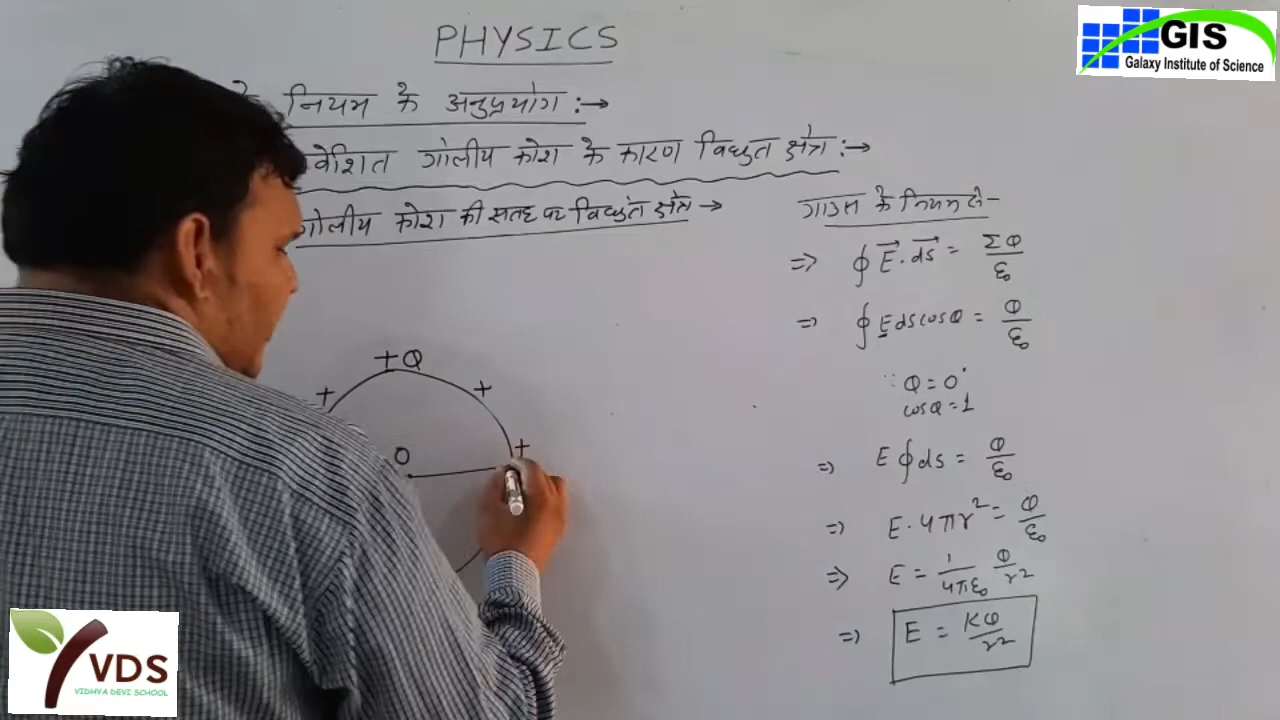 PHYSICS
GIS
Galaxy Institute of Science
नियम के अनुप्रयोग :→
वेशित गोलीय कोश के कारण विद्युत क्षेत्र :→
गोलीय कोश की सतह पर विद्युत क्षेत्र →
गाउस के नियम से -
=> ∮ E⃗ . d⃗s = ΣQ/ε₀
=> ∮ E ds cosθ = Q/ε₀
∵ θ = 0°
cosθ = 1
=> E ∮ ds = Q/ε₀
=> E . 4πr² = Q/ε₀
=> E = 1/4πε₀ Q/r²
=> E = KQ/r²
+Q
+ +
O +
VDS
VIDHYA DEVI SCHOOL